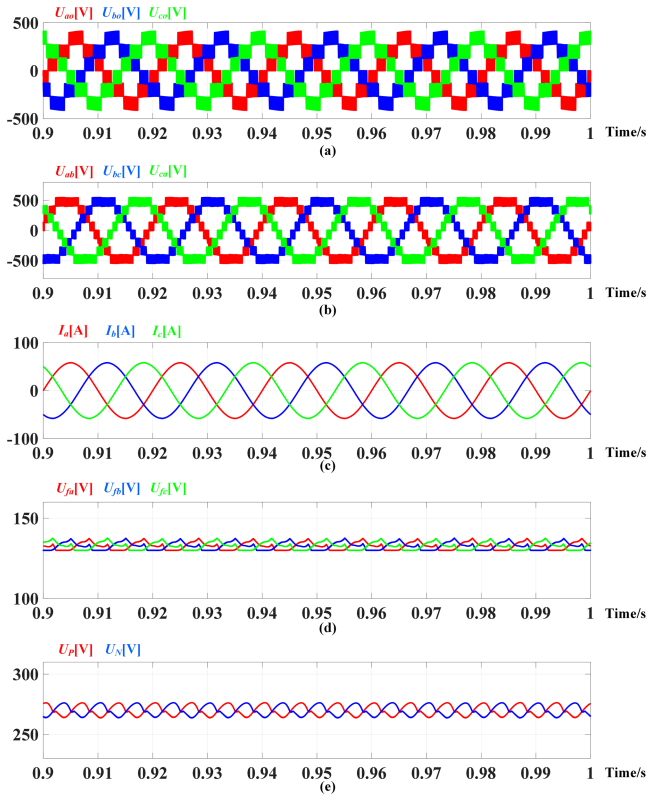 Uao[V] Ubo[V] Uco[V]
500
0
-500
0.9 0.91 0.92 0.93 0.94 0.95 0.96 0.97 0.98 0.99 1 Time/s
(a)
Uab[V] Ubc[V] Uca[V]
500
0
-500
0.9 0.91 0.92 0.93 0.94 0.95 0.96 0.97 0.98 0.99 1 Time/s
(b)
Ia[A] Ib[A] Ic[A]
100
0
-100
0.9 0.91 0.92 0.93 0.94 0.95 0.96 0.97 0.98 0.99 1 Time/s
(c)
Ufa[V] Ufb[V] Ufc[V]
150
100
0.9 0.91 0.92 0.93 0.94 0.95 0.96 0.97 0.98 0.99 1 Time/s
(d)
UP[V] UN[V]
300
250
0.9 0.91 0.92 0.93 0.94 0.95 0.96 0.97 0.98 0.99 1 Time/s
(e)